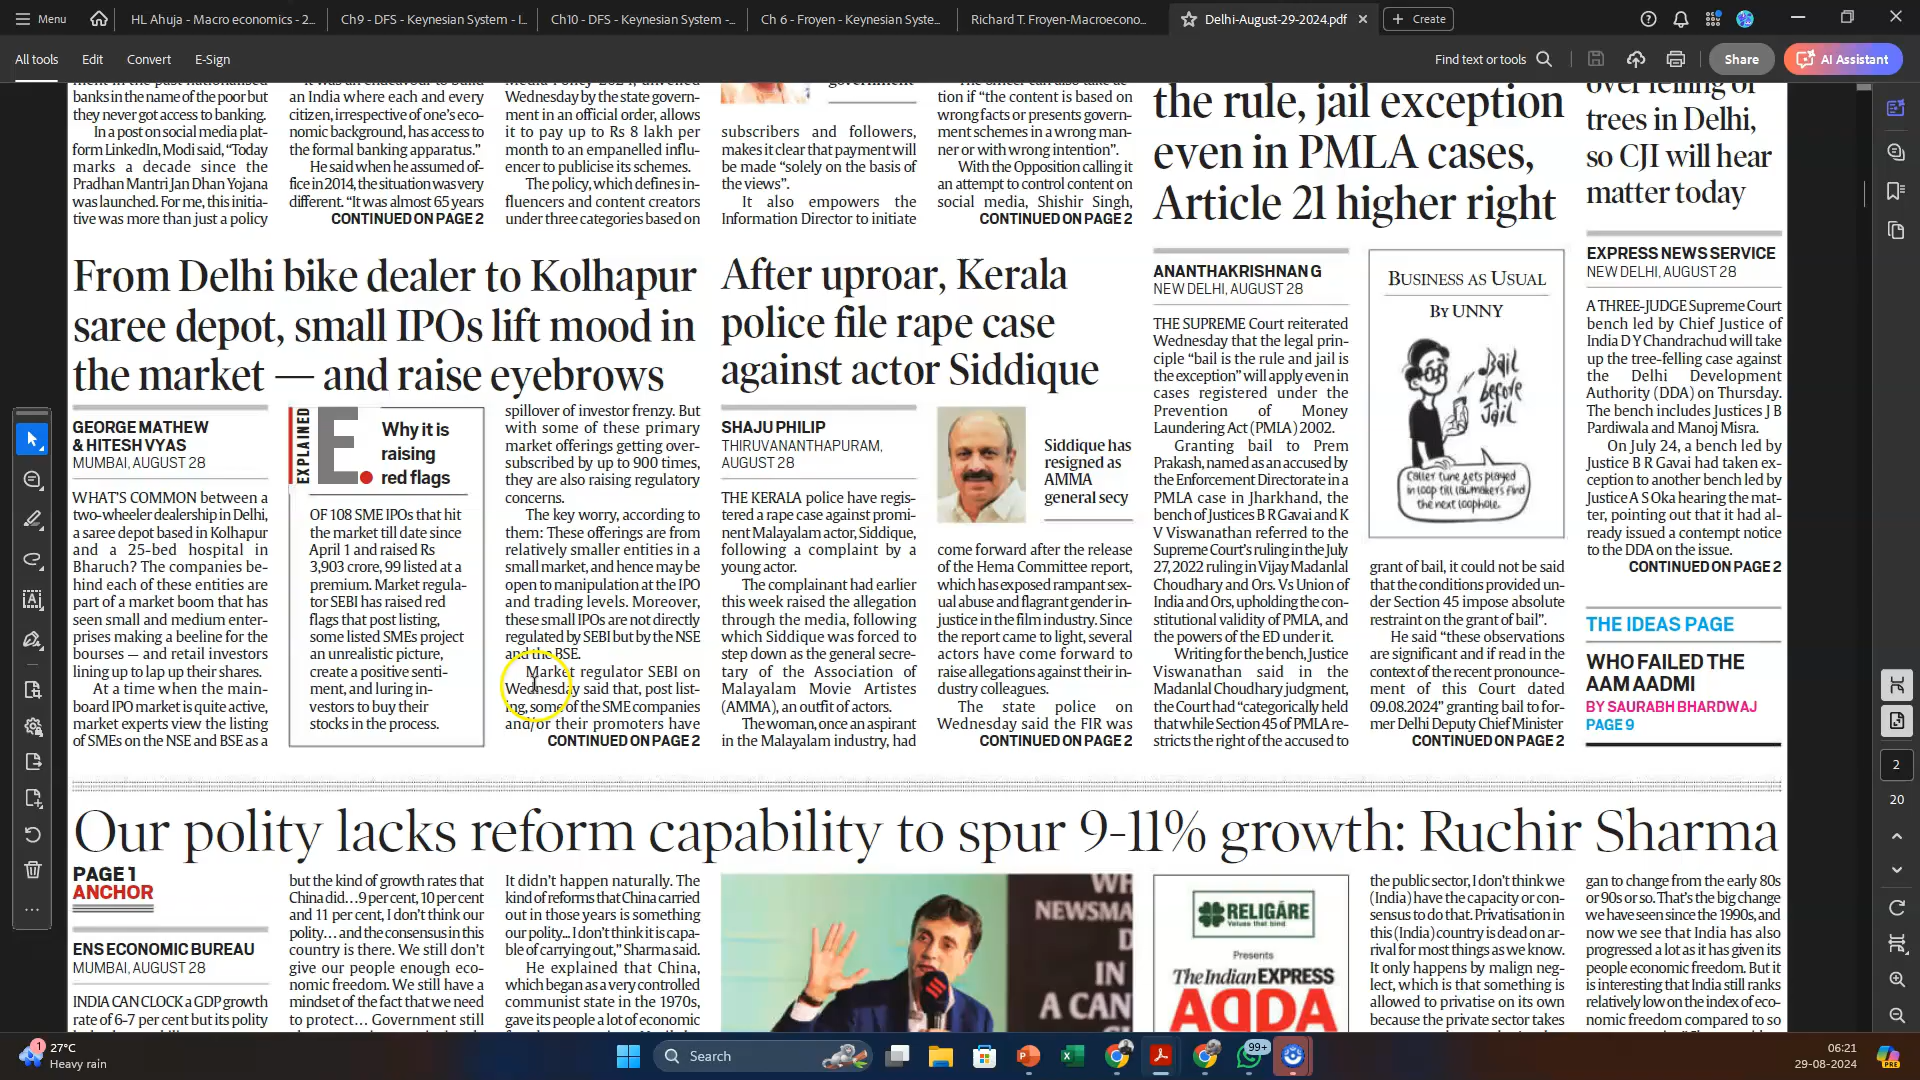 Menu
HL Ahuja - Macro economics - 2...
Ch9 - DFS - Keynesian System - I...
Ch10 - DFS - Keynesian System -...
Ch 6 - Froyen - Keynesian Syste...
Richard T. Froyen-Macroecono...
Delhi-August-29-2024.pdf
Create
All tools
Edit
Convert
E-Sign
Find text or tools
Share
AI Assistant
banks in the name of the poor but
they never got access to banking.
In a post on social media plat-
form LinkedIn, Modi said, “Today
marks a decade since the
Pradhan Mantri Jan Dhan Yojana
was launched. For me, this initia-
tive was more than just a policy
an India where each and every
citizen, irrespective of one's eco-
nomic background, has access to
the formal banking apparatus.”
He said when he assumed of-
fice in 2014, the situation was very
different. “It was almost 65 years
CONTINUED ON PAGE 2
Wednesday by the state govern-
ment in an official order, allows
it to pay up to Rs 8 lakh per
month to an empanelled influ-
encer to publicise its schemes.
The policy, which defines in-
fluencers and content creators
under three categories based on
subscribers and followers,
makes it clear that payment will
be made “solely on the basis of
the views”.
It also empowers the
Information Director to initiate
tion if “the content is based on
wrong facts or presents govern-
ment schemes in a wrong man-
ner or with wrong intention”.
With the Opposition calling it
an attempt to control content on
social media, Shishir Singh,
CONTINUED ON PAGE 2
the rule, jail exception
even in PMLA cases,
Article 21 higher right
over felling of
trees in Delhi,
so CJI will hear
matter today
From Delhi bike dealer to Kolhapur
saree depot, small IPOs lift mood in
the market — and raise eyebrows
GEORGE MATHEW
& HITESH VYAS
MUMBAI, AUGUST 28
WHAT'S COMMON between a
two-wheeler dealership in Delhi,
a saree depot based in Kolhapur
and a 25-bed hospital in
Bharuch? The companies be-
hind each of these entities are
part of a market boom that has
seen small and medium enter-
prises making a beeline for the
bourses — and retail investors
lining up to lap up their shares.
At a time when the main-
board IPO market is quite active,
market experts view the listing
of SMEs on the NSE and BSE as a
EXPLAINED
E.
Why it is
raising
red flags
OF 108 SME IPOs that hit
the market till date since
April 1 and raised Rs
3,903 crore, 99 listed at a
premium. Market regula-
tor SEBI has raised red
flags that post listing,
some listed SMEs project
an unrealistic picture,
create a positive senti-
ment, and luring in-
vestors to buy their
stocks in the process.
spillover of investor frenzy. But
with some of these primary
market offerings getting over-
subscribed by up to 900 times,
they are also raising regulatory
concerns.
The key worry, according to
them: These offerings are from
relatively smaller entities in a
small market, and hence may be
open to manipulation at the IPO
and trading levels. Moreover,
these small IPOs are not directly
regulated by SEBI but by the NSE
and the BSE.
Market regulator SEBI on
Wednesday said that, post list-
ing, some of the SME companies
and/or their promoters have
CONTINUED ON PAGE 2
After uproar, Kerala
police file rape case
against actor Siddique
SHAJU PHILIP
THIRUVANANTHAPURAM,
AUGUST 28
THE KERALA police have regis-
tered a rape case against promi-
nent Malayalam actor, Siddique,
following a complaint by a
young actor.
The complainant had earlier
this week raised the allegation
through the media, following
which Siddique was forced to
step down as the general secre-
tary of the Association of
Malayalam Movie Artistes
(AMMA), an outfit of actors.
The woman, once an aspirant
in the Malayalam industry, had
Siddique has
resigned as
AMMA
general secy
come forward after the release
of the Hema Committee report,
which has exposed rampant sex-
ual abuse and flagrant gender in-
justice in the film industry. Since
the report came to light, several
actors have come forward to
raise allegations against their in-
dustry colleagues.
The state police on
Wednesday said the FIR was
CONTINUED ON PAGE 2
ANANTHAKRISHNAN G
NEW DELHI, AUGUST 28
THE SUPREME Court reiterated
Wednesday that the legal prin-
ciple “bail is the rule and jail is
the exception” will apply even in
cases registered under the
Prevention of Money
Laundering Act (PMLA) 2002.
Granting bail to Prem
Prakash, named as an accused by
the Enforcement Directorate in a
PMLA case in Jharkhand, the
bench of Justices B R Gavai and K
V Viswanathan referred to the
Supreme Court's ruling in the July
27, 2022 ruling in Vijay Madanlal
Choudhary and Ors. Vs Union of
India and Ors, upholding the con-
stitutional validity of PMLA, and
the powers of the ED under it.
Writing for the bench, Justice
Viswanathan said in the
Madanlal Choudhary judgment,
the Court had “categorically held
that while Section 45 of PMLA re-
stricts the right of the accused to
BUSINESS AS USUAL
BY UNNY
Bail
before
Jail
Caller tune gets played
in loop till lawmakers find
the next loophole.
grant of bail, it could not be said
that the conditions provided un-
der Section 45 impose absolute
restraint on the grant of bail”.
He said “these observations
are significant and if read in the
context of the recent pronounce-
ment of this Court dated
09.08.2024” granting bail to for-
mer Delhi Deputy Chief Minister
CONTINUED ON PAGE 2
EXPRESS NEWS SERVICE
NEW DELHI, AUGUST 28
A THREE-JUDGE Supreme Court
bench led by Chief Justice of
India D Y Chandrachud will take
up the tree-felling case against
the Delhi Development
Authority (DDA) on Thursday.
The bench includes Justices J B
Pardiwala and Manoj Misra.
On July 24, a bench led by
Justice B R Gavai had taken ex-
ception to another bench led by
Justice A S Oka hearing the mat-
ter, pointing out that it had al-
ready issued a contempt notice
to the DDA on the issue.
CONTINUED ON PAGE 2
THE IDEAS PAGE
WHO FAILED THE
AAM AADMI
BY SAURABH BHARDWAJ
PAGE 9
Our polity lacks reform capability to spur 9-11% growth: Ruchir Sharma
PAGE 1
ANCHOR
ENS ECONOMIC BUREAU
MUMBAI, AUGUST 28
INDIA CAN CLOCK a GDP growth
rate of 6-7 per cent but its polity
but the kind of growth rates that
China did...9 per cent, 10 per cent
and 11 per cent, I don't think our
polity... and the consensus in this
country is there. We still don't
give our people enough eco-
nomic freedom. We still have a
mindset of the fact that we need
to protect... Government still
It didn't happen naturally. The
kind of reforms that China carried
out in those years is something
our polity... I don't think it is capa-
ble of carrying out,” Sharma said.
He explained that China,
which began as a very controlled
communist state in the 1970s,
gave its people a lot of economic
WH
NEWSMA
D
IN
A CAN
RELIGARE
Values that bind
Presents
The Indian EXPRESS
ADDA
the public sector, I don't think we
(India) have the capacity or con-
sensus to do that. Privatisation in
this (India) country is dead on ar-
rival for most things as we know.
It only happens by malign neg-
lect, which is that something is
allowed to privatise on its own
because the private sector takes
gan to change from the early 80s
or 90s or so. That's the big change
we have seen since the 1990s, and
now we see that India has also
progressed a lot as it has given its
people economic freedom. But it
is interesting that India still ranks
relatively low on the index of eco-
nomic freedom compared to so
2
20
1
27°C
Heavy rain
Search
99+
06:21
29-08-2024
PRE